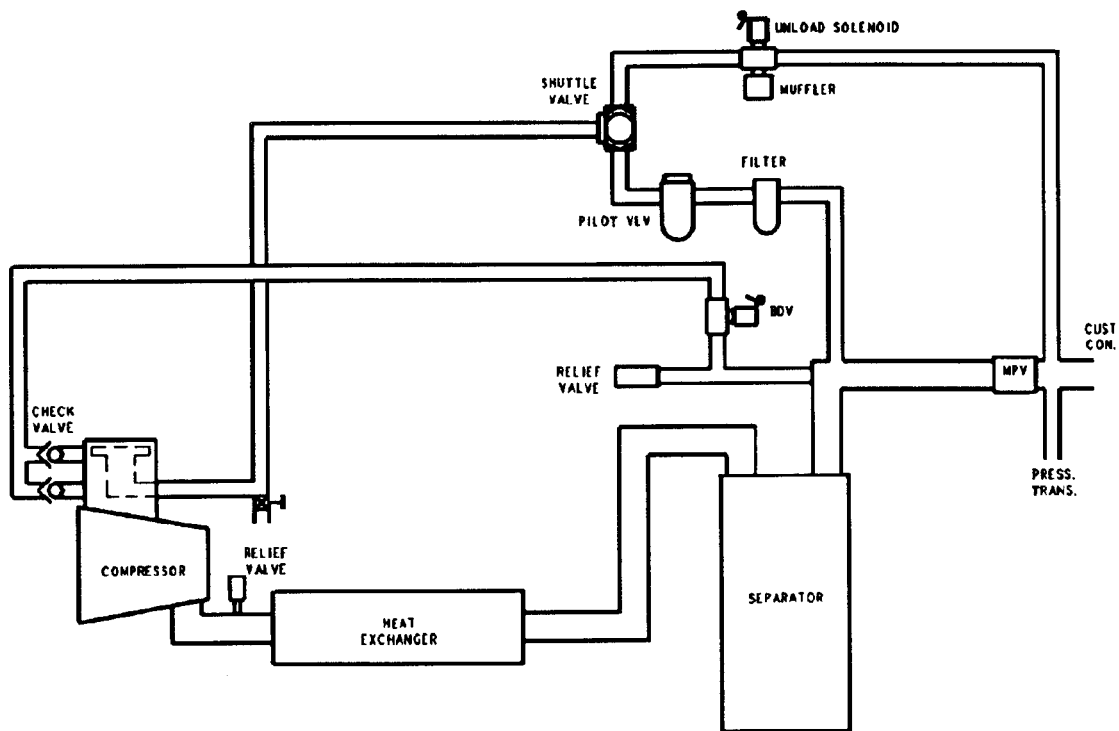 UNLOAD SOLENOID
MUFFLER
SHUTTLE
VALVE
FILTER
PILOT VLV
BDV
CUST
CON.
RELIEF
VALVE
MPV
CHECK
VALVE
PRESS.
TRANS.
RELIEF
VALVE
COMPRESSOR
SEPARATOR
HEAT
EXCHANGER